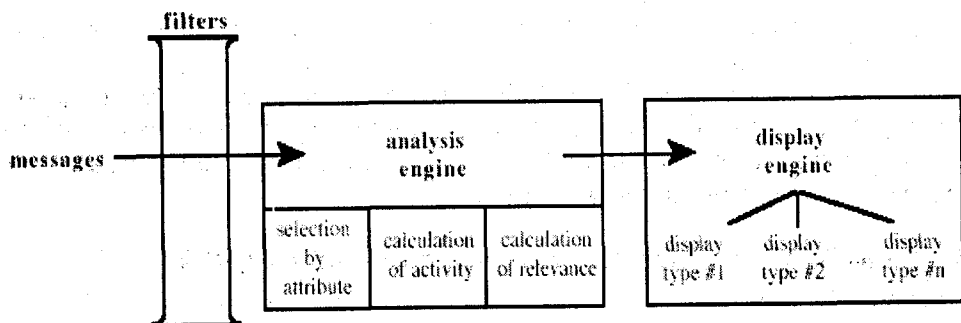 filters
messages
analysis
engine
selection
by
attribute
calculation
of activity
calculation
of relevance
display
engine
display
type #1
display
type #2
display
type #n